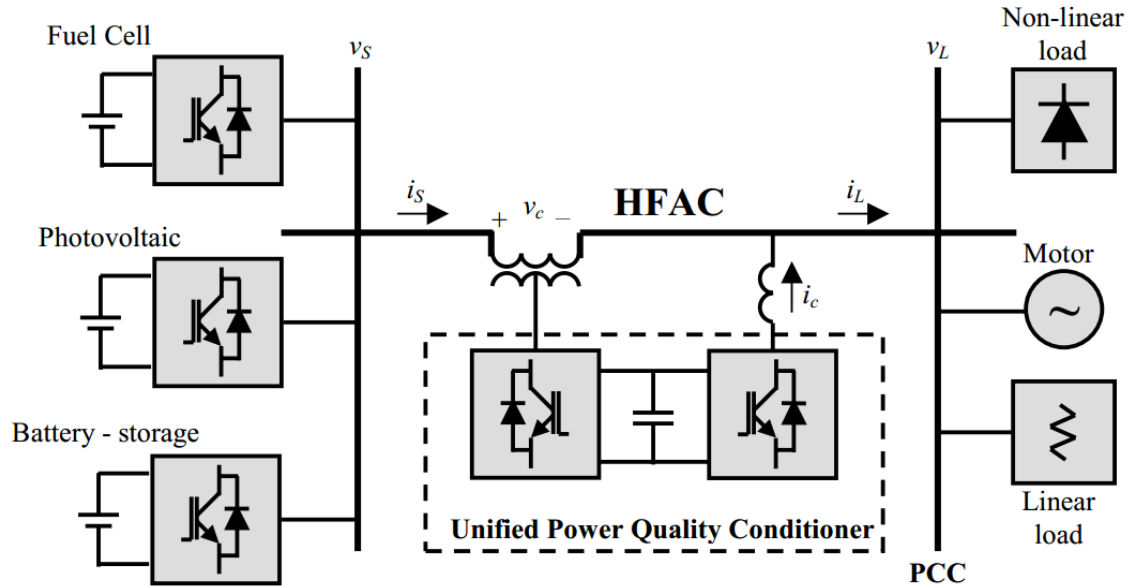 Fuel Cell
v_S
v_L
Non-linear
load
i_S
+ v_c −
HFAC
i_L
Photovoltaic
Motor
i_c
~
Battery - storage
Unified Power Quality Conditioner
Linear
load
PCC